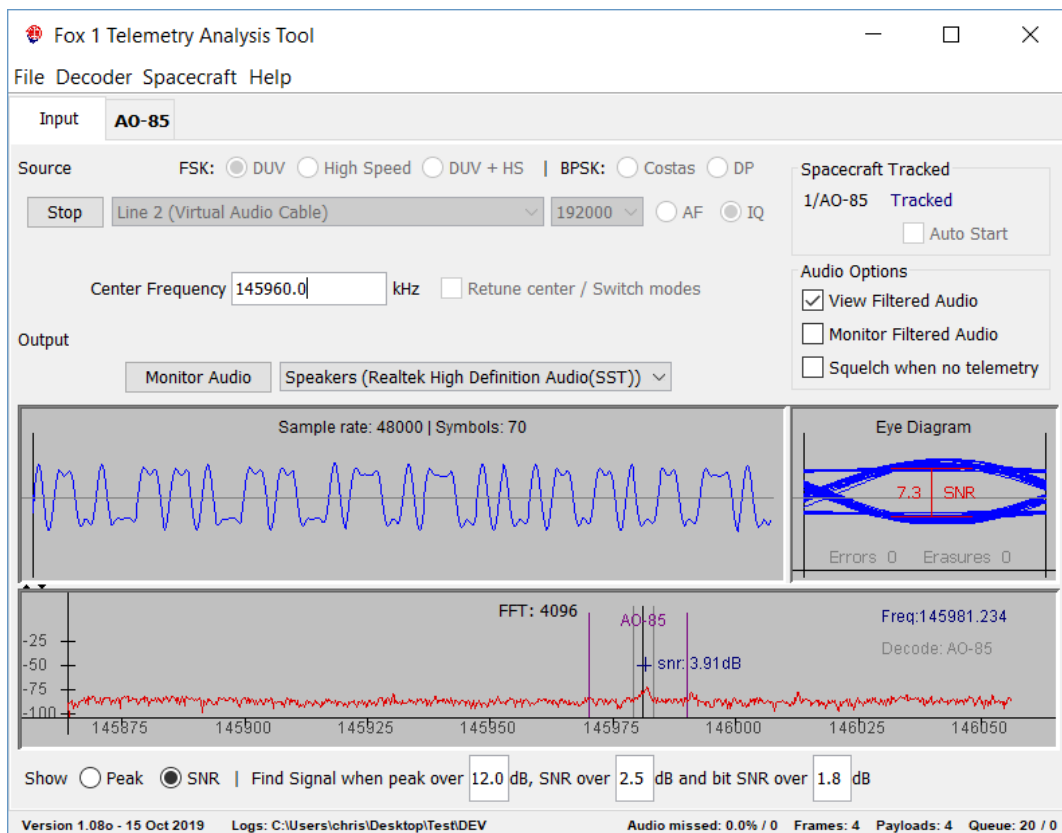 Fox 1 Telemetry Analysis Tool
File Decoder Spacecraft Help
Input AO-85
Source FSK: DUV High Speed DUV + HS | BPSK: Costas DP
Stop Line 2 (Virtual Audio Cable) 192000 AF IQ
Center Frequency 145960.0 kHz Retune center / Switch modes
Output
Monitor Audio Speakers (Realtek High Definition Audio(SST))
Spacecraft Tracked
1/AO-85 Tracked
Auto Start
Audio Options
View Filtered Audio
Monitor Filtered Audio
Squelch when no telemetry
Sample rate: 48000 | Symbols: 70
Eye Diagram
7.3 SNR
Errors 0 Erasures 0
FFT: 4096
AO-85
Freq:145981.234
Decode: AO-85
snr: 3.91dB
-25
-50
-75
-100
145875 145900 145925 145950 145975 146000 146025 146050
Show Peak SNR | Find Signal when peak over 12.0 dB, SNR over 2.5 dB and bit SNR over 1.8 dB
Version 1.08o - 15 Oct 2019 Logs: C:\Users\chris\Desktop\Test\DEV Audio missed: 0.0% / 0 Frames: 4 Payloads: 4 Queue: 20 / 0